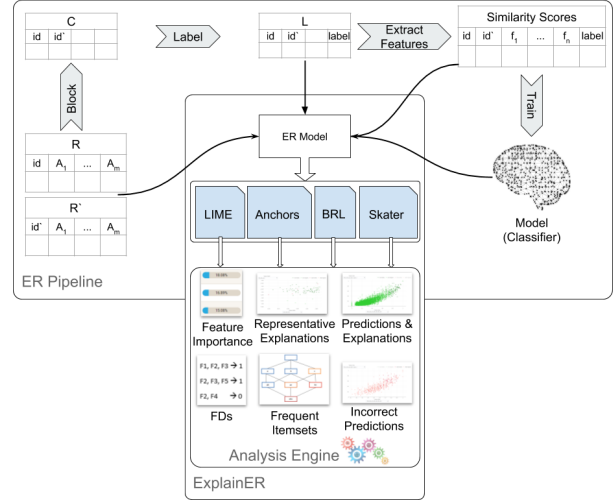 C
id id`
Label
L
id id` label
Extract
Features
Similarity Scores
id id` f1 ... fn label
Block
Train
R
id A1 ... Am
R`
id` A1 ... Am
ER Model
Model
(Classifier)
LIME Anchors BRL Skater
ER Pipeline
Feature
Importance
Representative
Explanations
Predictions &
Explanations
F1, F2, F3 → 1
F2, F3, F5 → 1
F2, F4 → 0
FDs
Frequent
Itemsets
Incorrect
Predictions
Analysis Engine
ExplainER